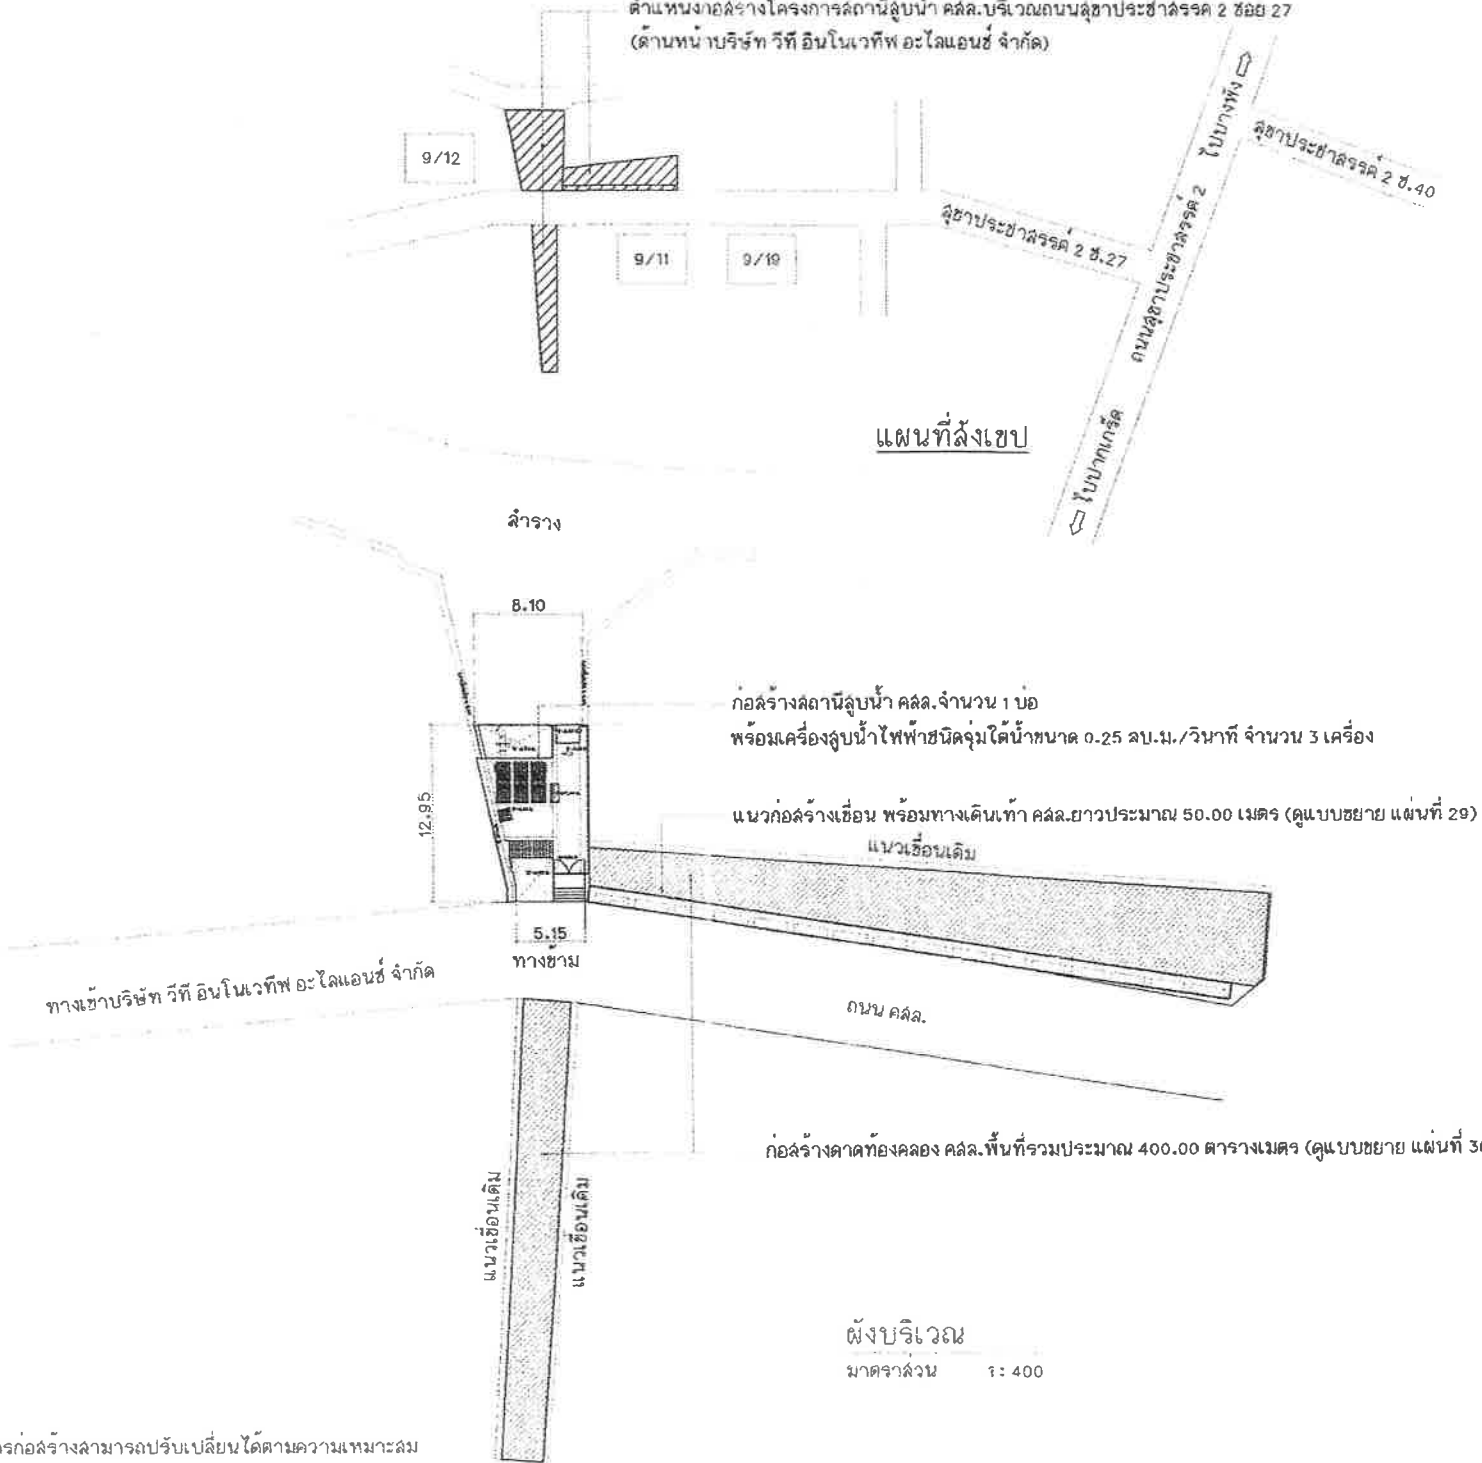 ตำแหน่งก่อสร้างโครงการสถานีสูบน้ำ คสล.บริเวณถนนสุขาประชาสรรค์ 2 ซอย 27
(ด้านหน้าบริษัท วีที อินโนเวทีฟ อะไลแอนซ์ จำกัด)
9/12
9/11
9/19
ไปบางพัง
สุขาประชาสรรค์ 2 ซ.40
สุขาประชาสรรค์ 2 ซ.27
ถนนสุขาประชาสรรค์ 2
ไปปากเกร็ด
แผนที่สังเขป
ลำราง
8.10
12.95
5.15
ทางข้าม
ก่อสร้างสถานีสูบน้ำ คสล.จำนวน 1 บ่อ
พร้อมเครื่องสูบน้ำไฟฟ้าชนิดจุ่มใต้น้ำขนาด 0.25 ลบ.ม./วินาที จำนวน 3 เครื่อง
แนวก่อสร้างเขื่อน พร้อมทางเดินเท้า คสล.ยาวประมาณ 50.00 เมตร (ดูแบบขยาย แผ่นที่ 29)
แนวเขื่อนเดิม
ทางเข้าบริษัท วีที อินโนเวทีฟ อะไลแอนซ์ จำกัด
ถนน คสล.
ก่อสร้างดาดท้องคลอง คสล.พื้นที่รวมประมาณ 400.00 ตารางเมตร (ดูแบบขยาย แผ่นที่
แนวเขื่อนเดิม
แนวเขื่อนเดิม
ผังบริเวณ
มาตราส่วน 1: 400
ก่อสร้างสามารถปรับเปลี่ยนได้ตามความเหมาะสม